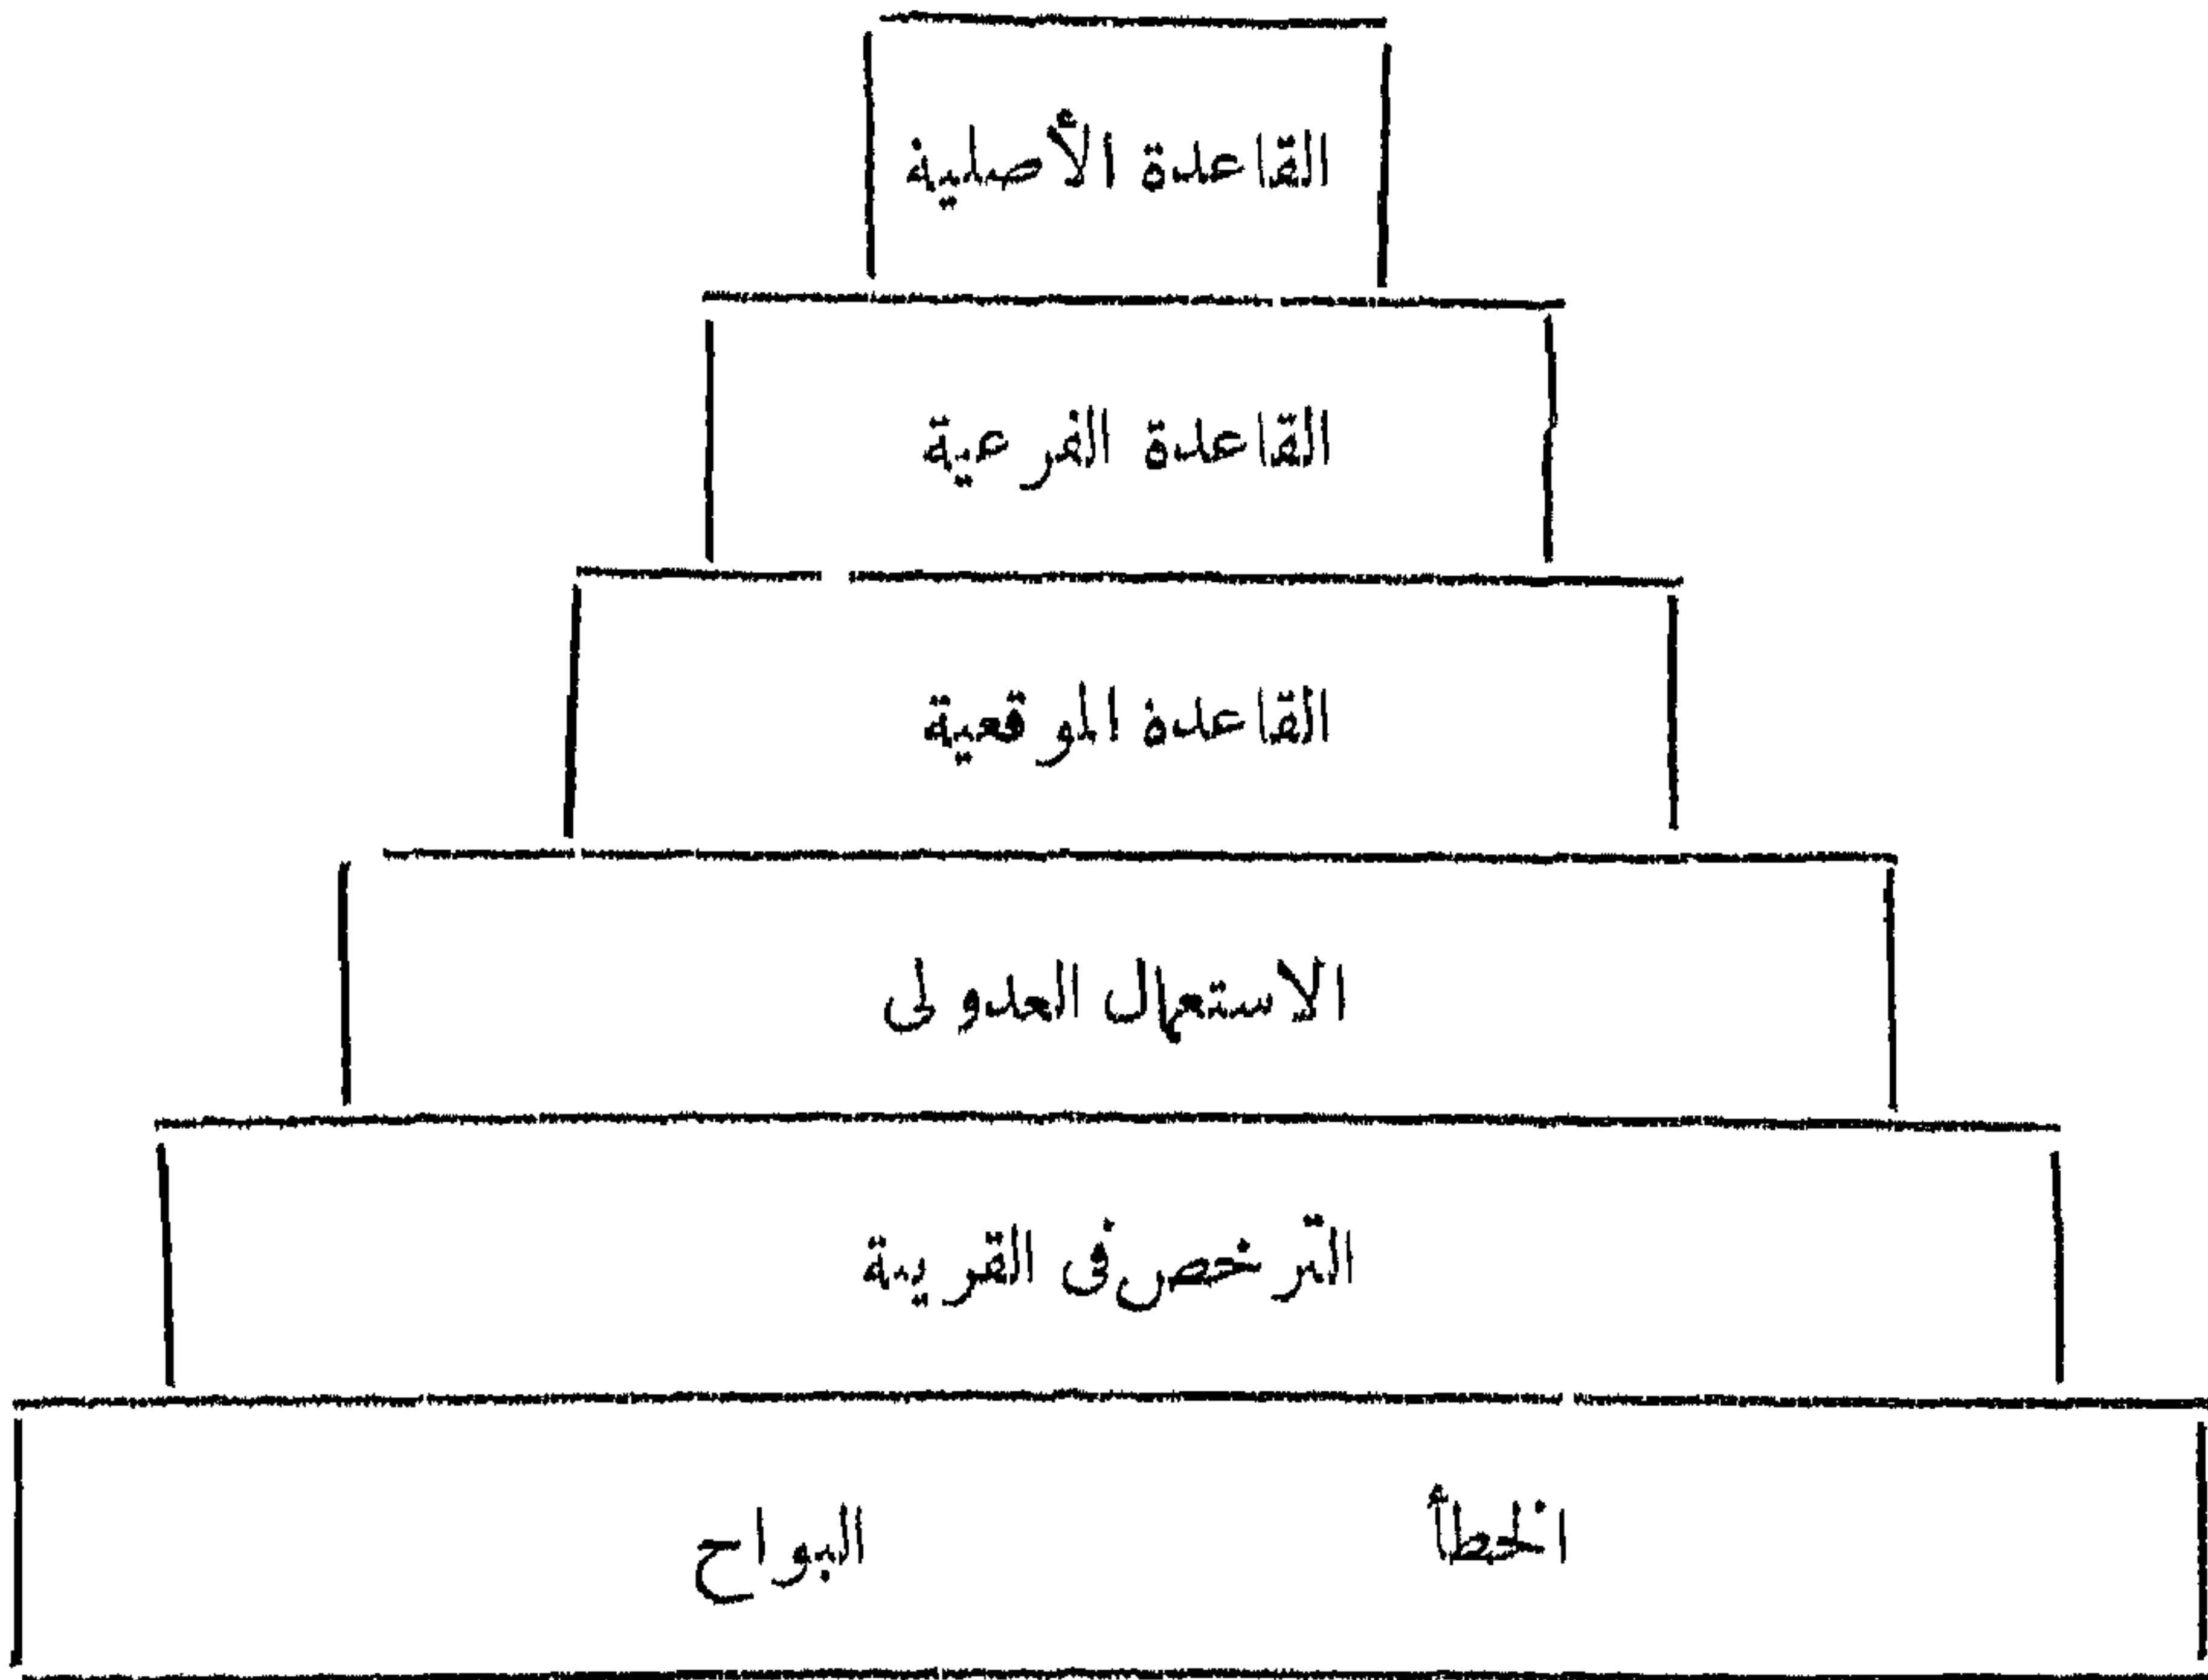 القاعدة الأصلية
القاعدة الفرعية
القاعدة الموقعية
الاستعمال العدولى
الترخص فى القرينة
الخطأ البواح